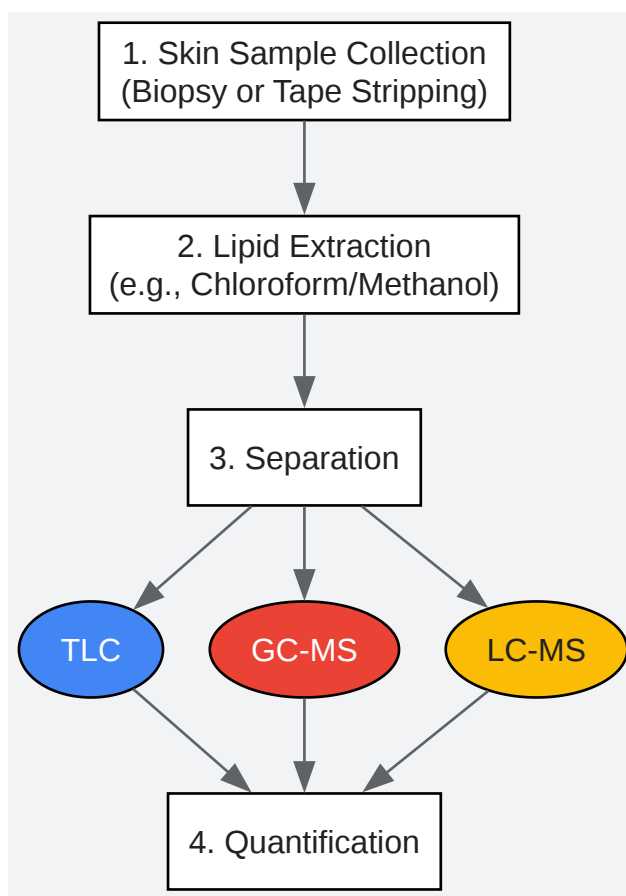 1. Skin Sample Collection
(Biopsy or Tape Stripping)
2. Lipid Extraction
(e.g., Chloroform/Methanol)
3. Separation
TLC
GC-MS
LC-MS
4. Quantification